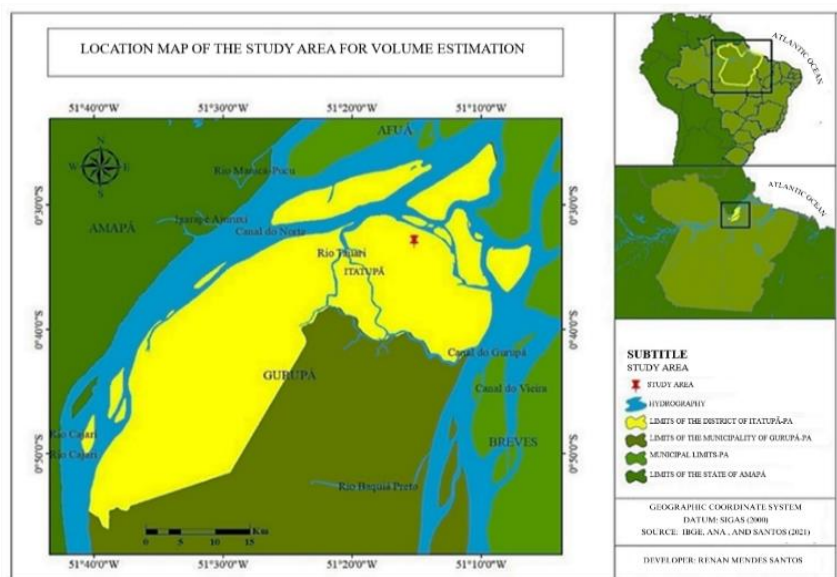 LOCATION MAP OF THE STUDY AREA FOR VOLUME ESTIMATION
51°40'0"W 51°30'0"W 51°20'0"W 51°10'0"W
AFUÁ
Rio Maracá-Pucu
N
W E
S
0°30'0"S 0°30'0"S
Igarapé Ajuruxi
AMAPÁ
Canal do Norte
Rio Tauari
ITATUPÃ
0°40'0"S 0°40'0"S
Canal do Gurupá
GURUPÁ
Canal do Vieira
Rio Cajari
BREVES
Rio Cajari
0°50'0"S 0°50'0"S
Rio Baquiá Preto
Km
0 5 10 15
51°40'0"W 51°30'0"W 51°20'0"W 51°10'0"W
ATLANTIC OCEAN
ATLANTIC OCEAN
SUBTITLE
STUDY AREA
STUDY AREA
HYDROGRAPHY
LIMITS OF THE DISTRICT OF ITATUPÃ-PA
LIMITS OF THE MUNICIPALITY OF GURUPÁ-PA
MUNICIPAL LIMITS-PA
LIMITS OF THE STATE OF AMAPÁ
GEOGRAPHIC COORDINATE SYSTEM
DATUM: SIGAS (2000)
SOURCE: IBGE, ANA , AND SANTOS (2021)
DEVELOPER: RENAN MENDES SANTOS